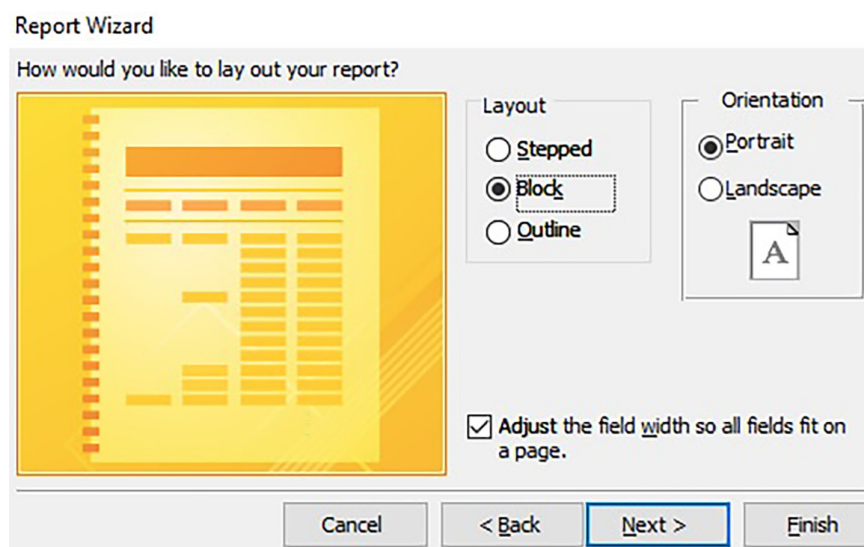 Report Wizard
How would you like to lay out your report?
Layout
Stepped
Block
Outline
Orientation
Portrait
Landscape
A
Adjust the field width so all fields fit on
a page.
Cancel
< Back
Next >
Finish